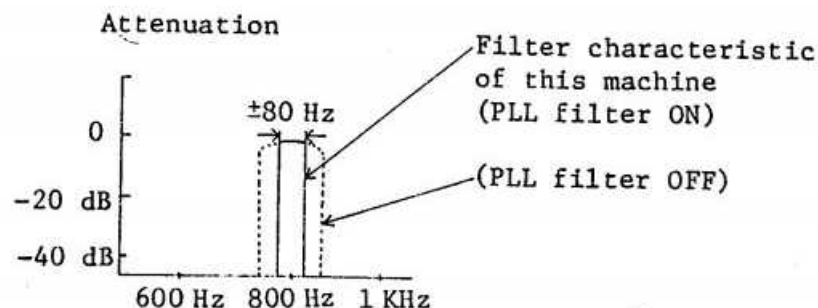 Attenuation
Filter characteristic
of this machine
(PLL filter ON)
±80 Hz
0
(PLL filter OFF)
-20 dB
-40 dB
600 Hz 800 Hz 1 KHz